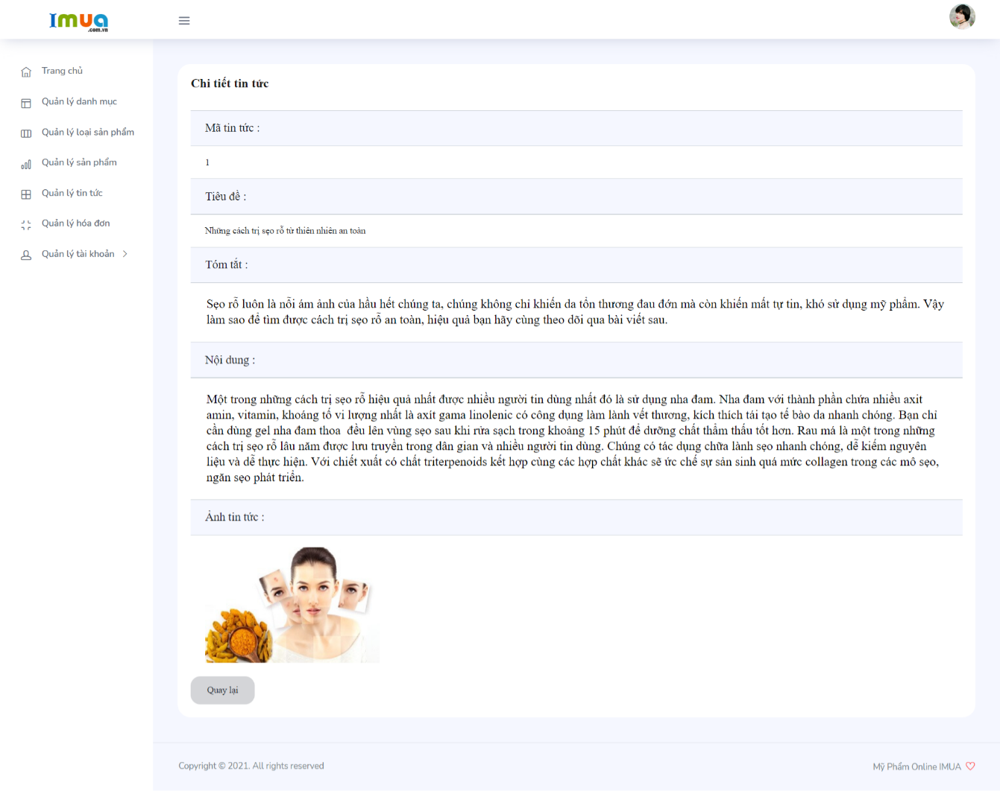 Imua
.com.vn
Trang chủ
Quản lý danh mục
Quản lý loại sản phẩm
Quản lý sản phẩm
Quản lý tin tức
Quản lý hóa đơn
Quản lý tài khoản
Chi tiết tin tức
Mã tin tức :
1
Tiêu đề :
Những cách trị sẹo rỗ từ thiên nhiên an toàn
Tóm tắt :
Sẹo rỗ luôn là nỗi ám ảnh của hầu hết chúng ta, chúng không chỉ khiến da tổn thương đau đớn mà còn khiến mất tự tin, khó sử dụng mỹ phẩm. Vậy
làm sao để tìm được cách trị sẹo rỗ an toàn, hiệu quả bạn hãy cùng theo dõi qua bài viết sau.
Nội dung :
Một trong những cách trị sẹo rỗ hiệu quả nhất được nhiều người tin dùng nhất đó là sử dụng nha đam. Nha đam với thành phần chứa nhiều axit
amin, vitamin, khoáng tố vi lượng nhất là axít gama linolenic có công dụng làm lành vết thương, kích thích tái tạo tế bào da nhanh chóng. Bạn chỉ
cần dùng gel nha đam thoa  đều lên vùng sẹo sau khi rửa sạch trong khoảng 15 phút để dưỡng chất thẩm thấu tốt hơn. Rau má là một trong những
cách trị sẹo rỗ lâu năm được lưu truyền trong dân gian và nhiều người tin dùng. Chúng có tác dụng chữa lành sẹo nhanh chóng, dễ kiếm nguyên
liệu và dễ thực hiện. Với chiết xuất có chất triterpenoids kết hợp cùng các hợp chất khác sẽ ức chế sự sản sinh quá mức collagen trong các mô sẹo,
ngăn sẹo phát triển.
Ảnh tin tức :
Quay lại
Copyright © 2021. All rights reserved
Mỹ Phẩm Online IMUA